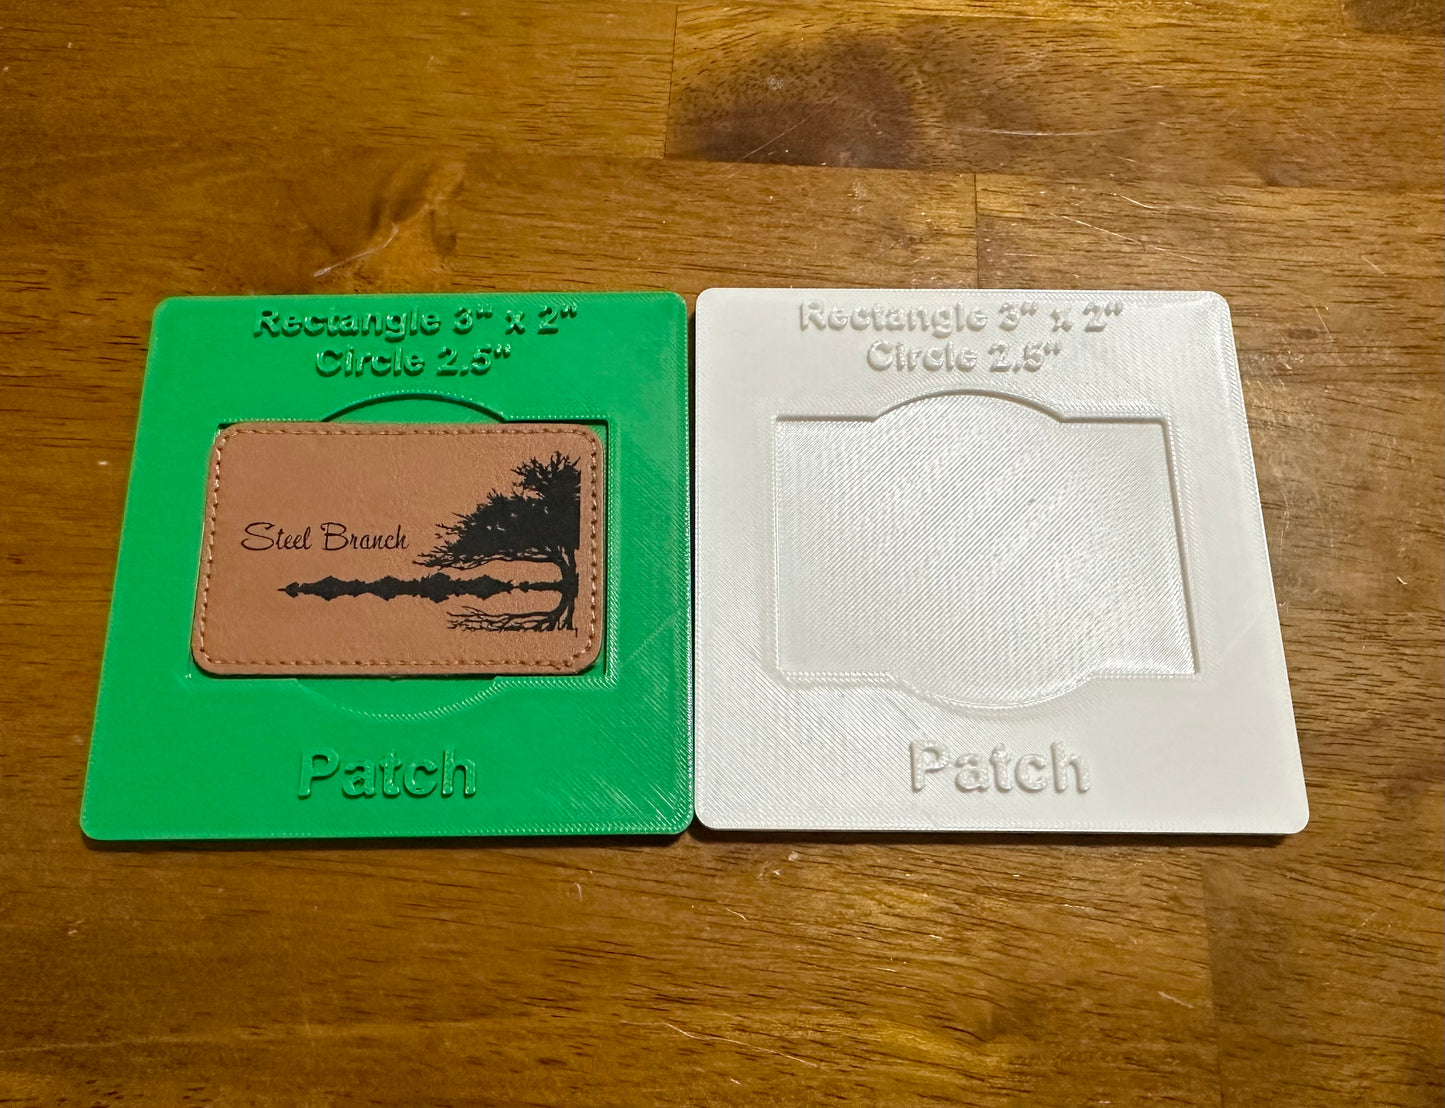 Rectangle 3" x 2"
Circle 2.5"
Steel Branch
Patch
Rectangle 3" x 2"
Circle 2.5"
Patch